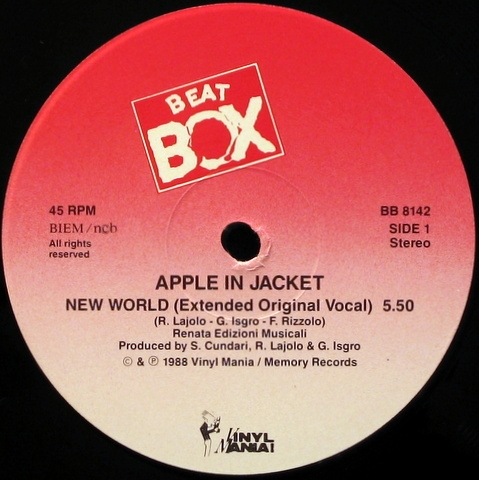 BEAT
BOX
45 RPM
BIEM/ncb
All rights
reserved
BB 8142
SIDE 1
Stereo
APPLE IN JACKET
NEW WORLD (Extended Original Vocal) 5.50
(R. Lajolo - G. Isgro - F. Rizzolo)
Renata Edizioni Musicali
Produced by S. Cundari, R. Lajolo & G. Isgro
© & ℗ 1988 Vinyl Mania / Memory Records
VINYL
MANIA